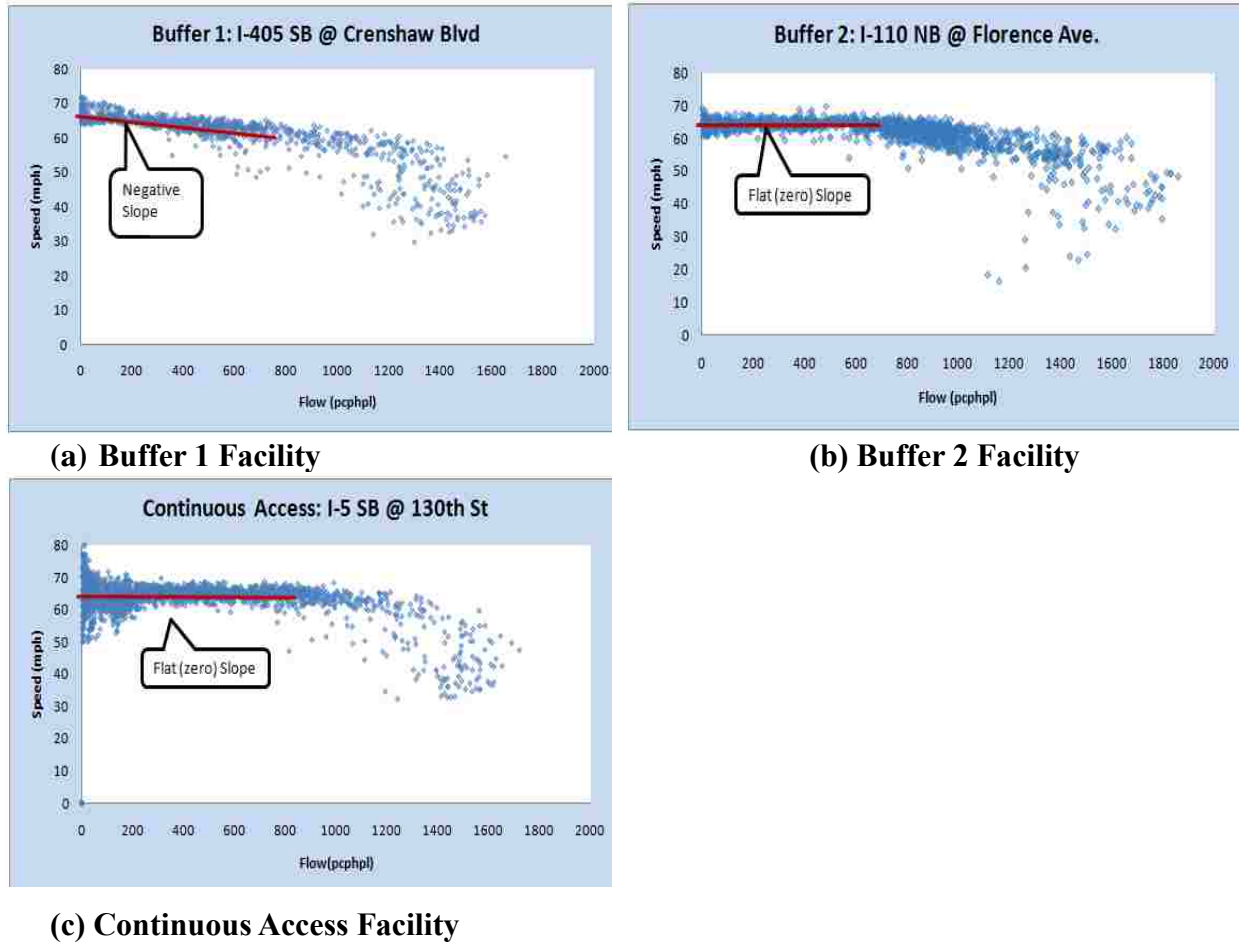 Buffer 1: I-405 SB @ Crenshaw Blvd
Speed (mph)
80
70
60
50
40
30
20
10
0
Negative
Slope
0 200 400 600 800 1000 1200 1400 1600 1800 2000
Flow (pcphpl)
(a) Buffer 1 Facility
Buffer 2: I-110 NB @ Florence Ave.
Speed (mph)
80
70
60
50
40
30
20
10
0
Flat (zero) Slope
0 200 400 600 800 1000 1200 1400 1600 1800 2000
Flow (pcphpl)
(b) Buffer 2 Facility
Continuous Access: I-5 SB @ 130th St
Speed (mph)
80
70
60
50
40
30
20
10
0
Flat (zero) Slope
0 200 400 600 800 1000 1200 1400 1600 1800 2000
Flow(pcphpl)
(c) Continuous Access Facility